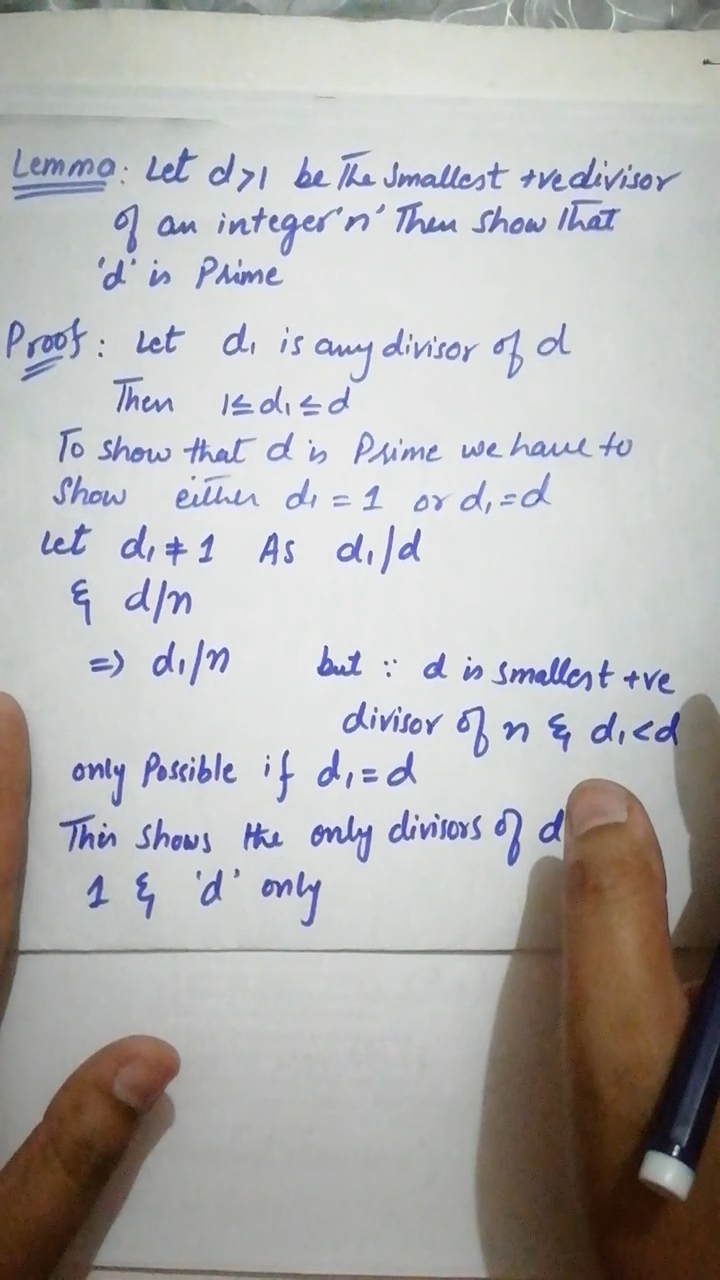 Lemma: Let d>1 be The Smallest +ve divisor
of an integer 'n' Then Show That
'd' is Prime
Proof: Let d₁ is any divisor of d
Then 1≤d₁≤d
To show that d is Prime we have to
Show either d₁ = 1 or d₁=d
Let d₁ ≠ 1 As d₁/d
& d/n
=> d₁/n but ∵ d is smallest +ve
divisor of n & d₁<d
only Possible if d₁=d
This shows the only divisors of d
1 & 'd' only